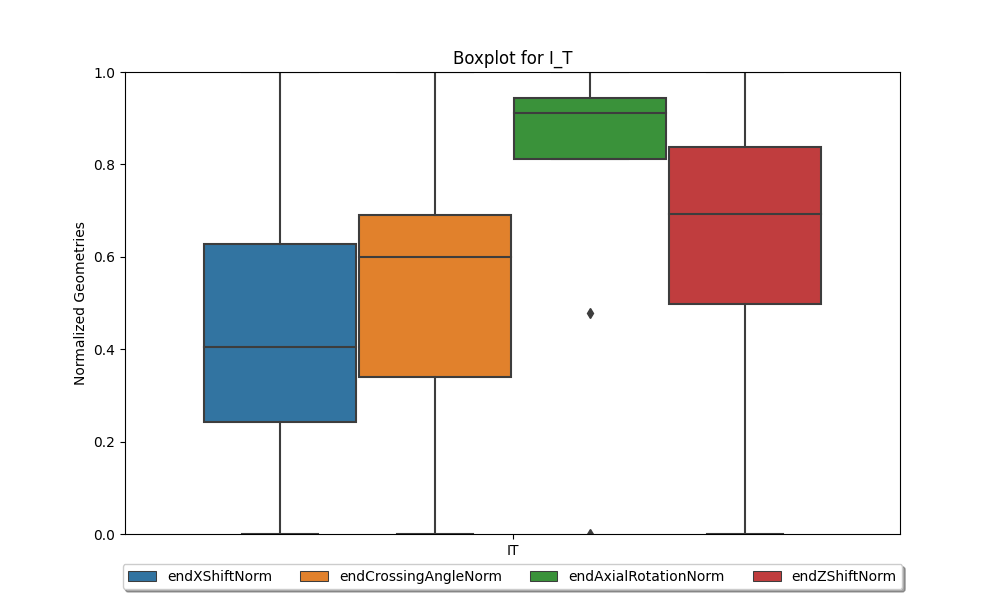 Boxplot for I_T
1.0
0.8
0.6
0.4
0.2
0.0
Normalized Geometries
IT
endXShiftNorm endCrossingAngleNorm endAxialRotationNorm endZShiftNorm